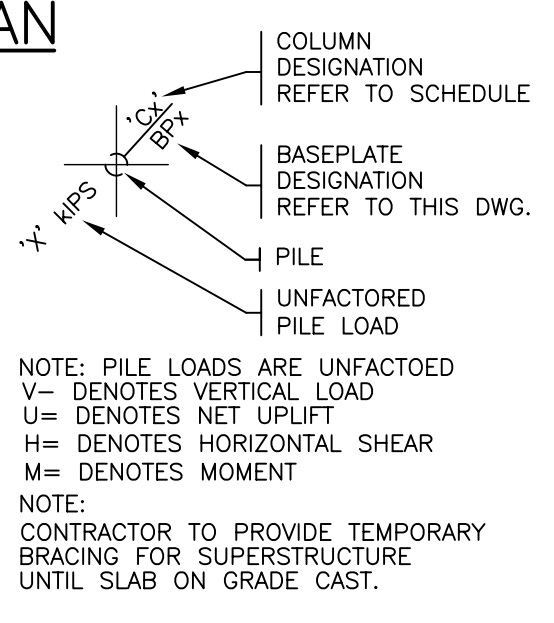 AN
COLUMN
DESIGNATION
REFER TO SCHEDULE
'Cx'
BPx
BASEPLATE
DESIGNATION
REFER TO THIS DWG.
'X' kIPS
PILE
UNFACTORED
PILE LOAD
NOTE: PILE LOADS ARE UNFACTOED
V– DENOTES VERTICAL LOAD
U= DENOTES NET UPLIFT
H= DENOTES HORIZONTAL SHEAR
M= DENOTES MOMENT
NOTE:
CONTRACTOR TO PROVIDE TEMPORARY
BRACING FOR SUPERSTRUCTURE
UNTIL SLAB ON GRADE CAST.